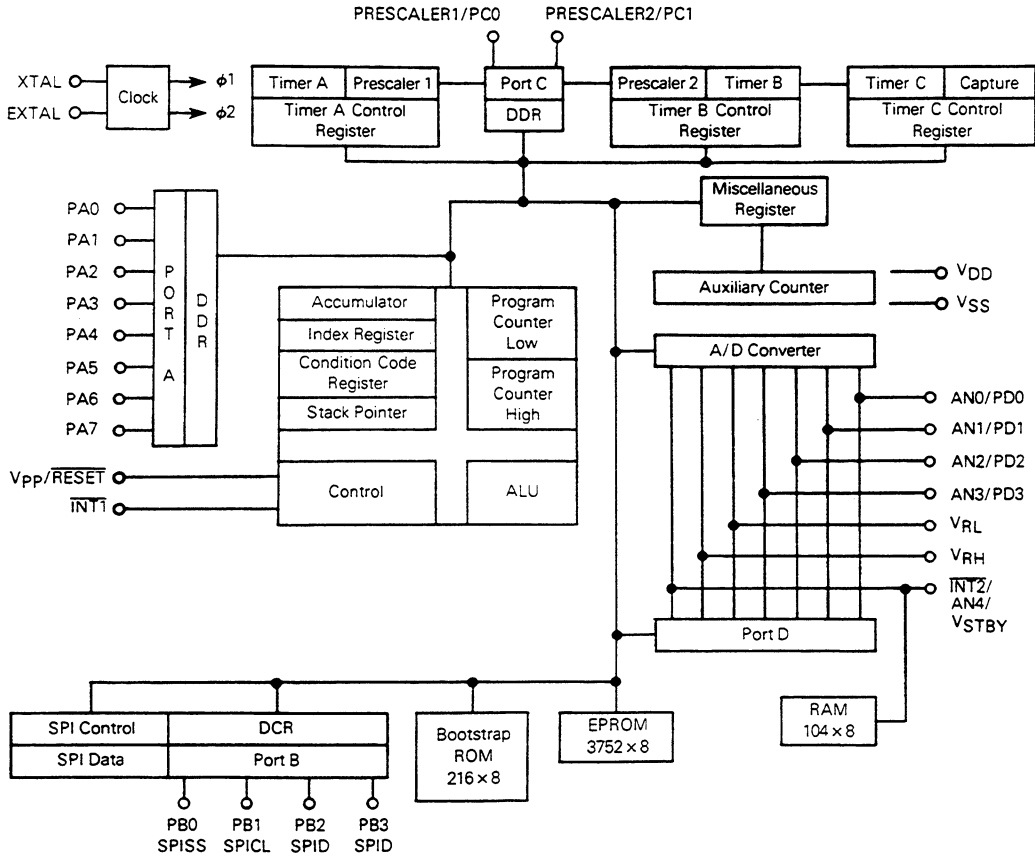 PRESCALER1/PC0
PRESCALER2/PC1
XTAL
EXTAL
Clock
ϕ1
ϕ2
Timer A
Prescaler 1
Timer A Control
Register
Port C
DDR
Prescaler 2
Timer B
Timer B Control
Register
Timer C
Capture
Timer C Control
Register
PA0
PA1
PA2
PA3
PA4
PA5
PA6
PA7
PORT A
DDR
Miscellaneous
Register
Auxiliary Counter
VDD
VSS
Accumulator
Index Register
Condition Code
Register
Stack Pointer
Program
Counter
Low
Program
Counter
High
Control
ALU
VPP/RESET
INT1
A/D Converter
AN0/PD0
AN1/PD1
AN2/PD2
AN3/PD3
VRL
VRH
INT2/
AN4/
VSTBY
Port D
SPI Control
DCR
SPI Data
Port B
Bootstrap
ROM
216 × 8
EPROM
3752 × 8
RAM
104 × 8
PB0
SPISS
PB1
SPICL
PB2
SPID
PB3
SPID